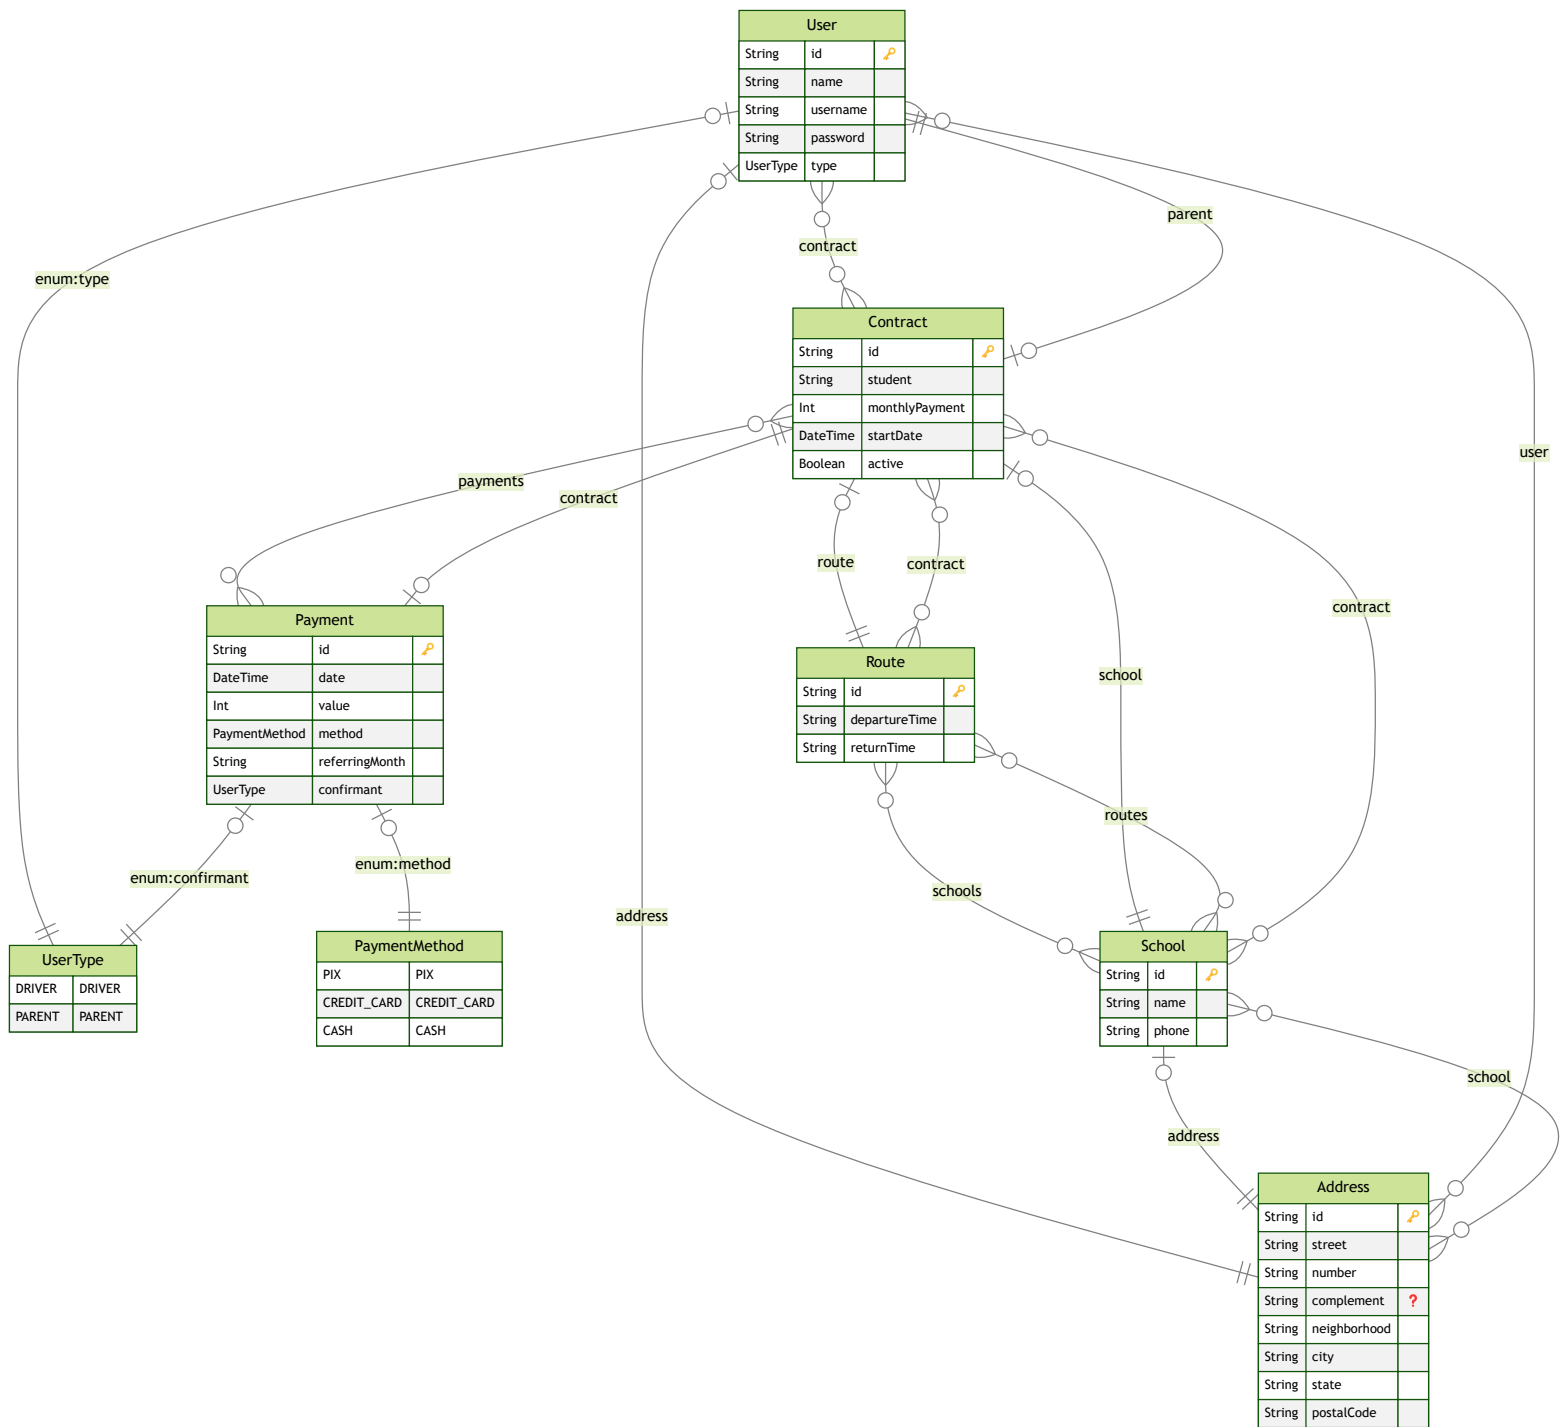 User
String id
String name
String username
String password
UserType type
parent
contract
enum:type
Contract
String id
String student
Int monthlyPayment
DateTime startDate
Boolean active
user
payments
contract
route
contract
contract
Payment
String id
DateTime date
Int value
PaymentMethod method
String referringMonth
UserType confirmant
Route
String id
String departureTime
String returnTime
school
routes
enum:method
enum:confirmant
schools
address
UserType
DRIVER DRIVER
PARENT PARENT
PaymentMethod
PIX PIX
CREDIT_CARD CREDIT_CARD
CASH CASH
School
String id
String name
String phone
school
address
Address
String id
String street
String number
String complement ?
String neighborhood
String city
String state
String postalCode